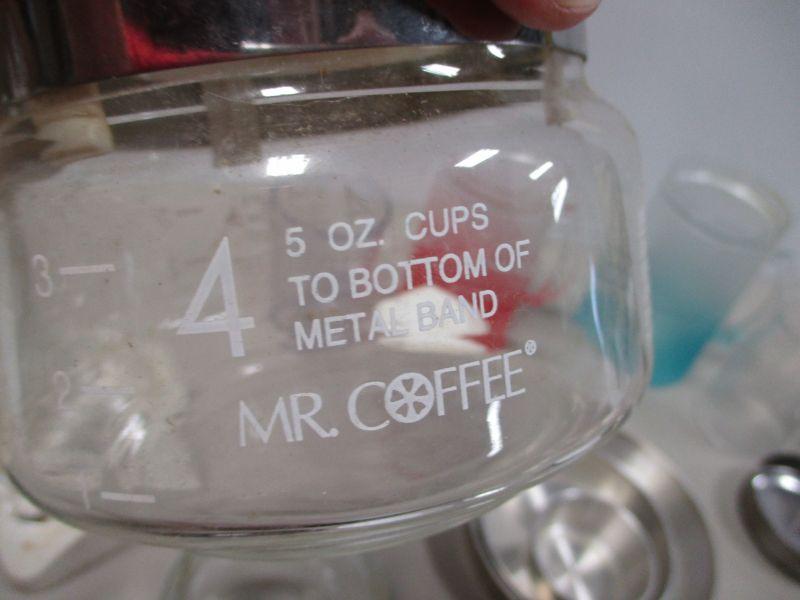 4
5 OZ. CUPS
TO BOTTOM OF
METAL BAND
MR. COFFEE®
3
2
1